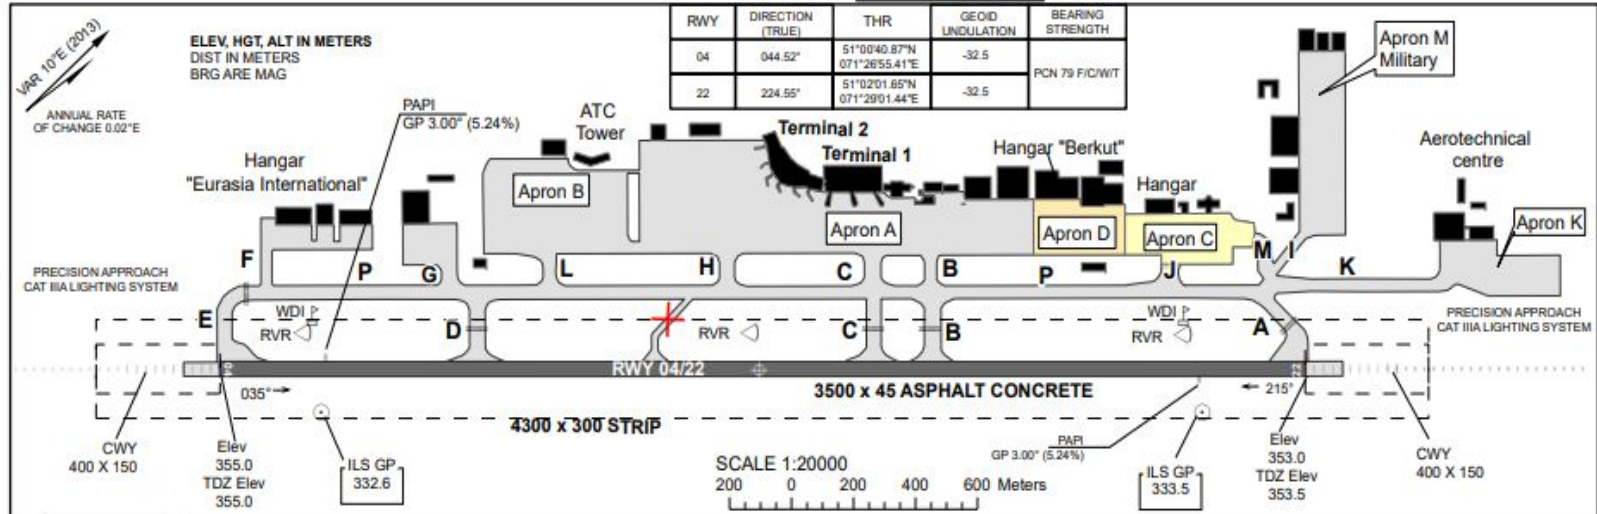 VAR 10°E (2013)
ANNUAL RATE
OF CHANGE 0.02°E
ELEV, HGT, ALT IN METERS
DIST IN METERS
BRG ARE MAG
RWY DIRECTION (TRUE) THR GEOID UNDULATION BEARING STRENGTH
04 044.52° 51°00'40.87"N 071°26'55.41"E -32.5 PCN 79 F/C/W/T
22 224.55° 51°02'01.65"N 071°29'01.44"E -32.5
PAPI
GP 3.00° (5.24%)
ATC
Tower
Terminal 2
Terminal 1
Hangar "Berkut"
Hangar
Apron M
Military
Aerotechnical
centre
Hangar
"Eurasia International"
Apron B
Apron A
Apron D
Apron C
Apron K
F
P
G
L
H
C
B
P
J
M
I
K
PRECISION APPROACH
CAT IIIA LIGHTING SYSTEM
PRECISION APPROACH
CAT IIIA LIGHTING SYSTEM
E
WDI
RVR
D
RVR
C
B
WDI
RVR
A
04
RWY 04/22
22
035°
3500 x 45 ASPHALT CONCRETE
215°
4300 x 300 STRIP
CWY
400 X 150
Elev
355.0
TDZ Elev
355.0
ILS GP
332.6
SCALE 1:20000
200 0 200 400 600 Meters
PAPI
GP 3.00° (5.24%)
ILS GP
333.5
Elev
353.0
TDZ Elev
353.5
CWY
400 X 150